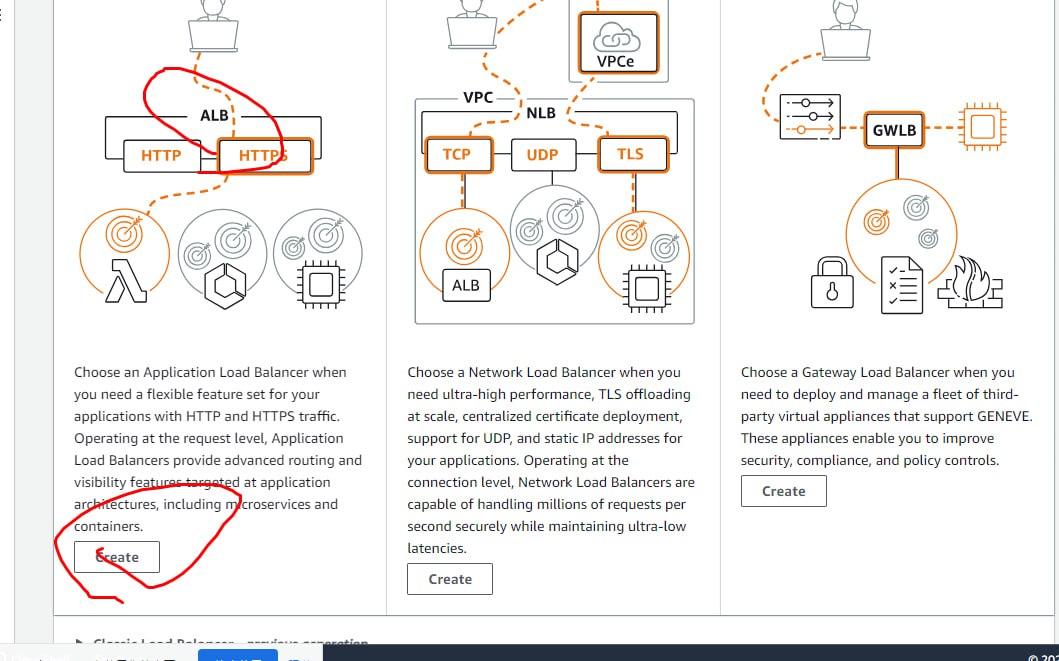 VPCe
VPC
ALB
NLB
HTTP
HTTPS
TCP
UDP
TLS
GWLB
ALB
Choose an Application Load Balancer when
you need a flexible feature set for your
applications with HTTP and HTTPS traffic.
Operating at the request level, Application
Load Balancers provide advanced routing and
visibility features targeted at application
architectures, including microservices and
containers.
Create
Choose a Network Load Balancer when you
need ultra-high performance, TLS offloading
at scale, centralized certificate deployment,
support for UDP, and static IP addresses for
your applications. Operating at the
connection level, Network Load Balancers are
capable of handling millions of requests per
second securely while maintaining ultra-low
latencies.
Create
Choose a Gateway Load Balancer when you
need to deploy and manage a fleet of third-
party virtual appliances that support GENEVE.
These appliances enable you to improve
security, compliance, and policy controls.
Create
Classic Load Balancer - previous generation